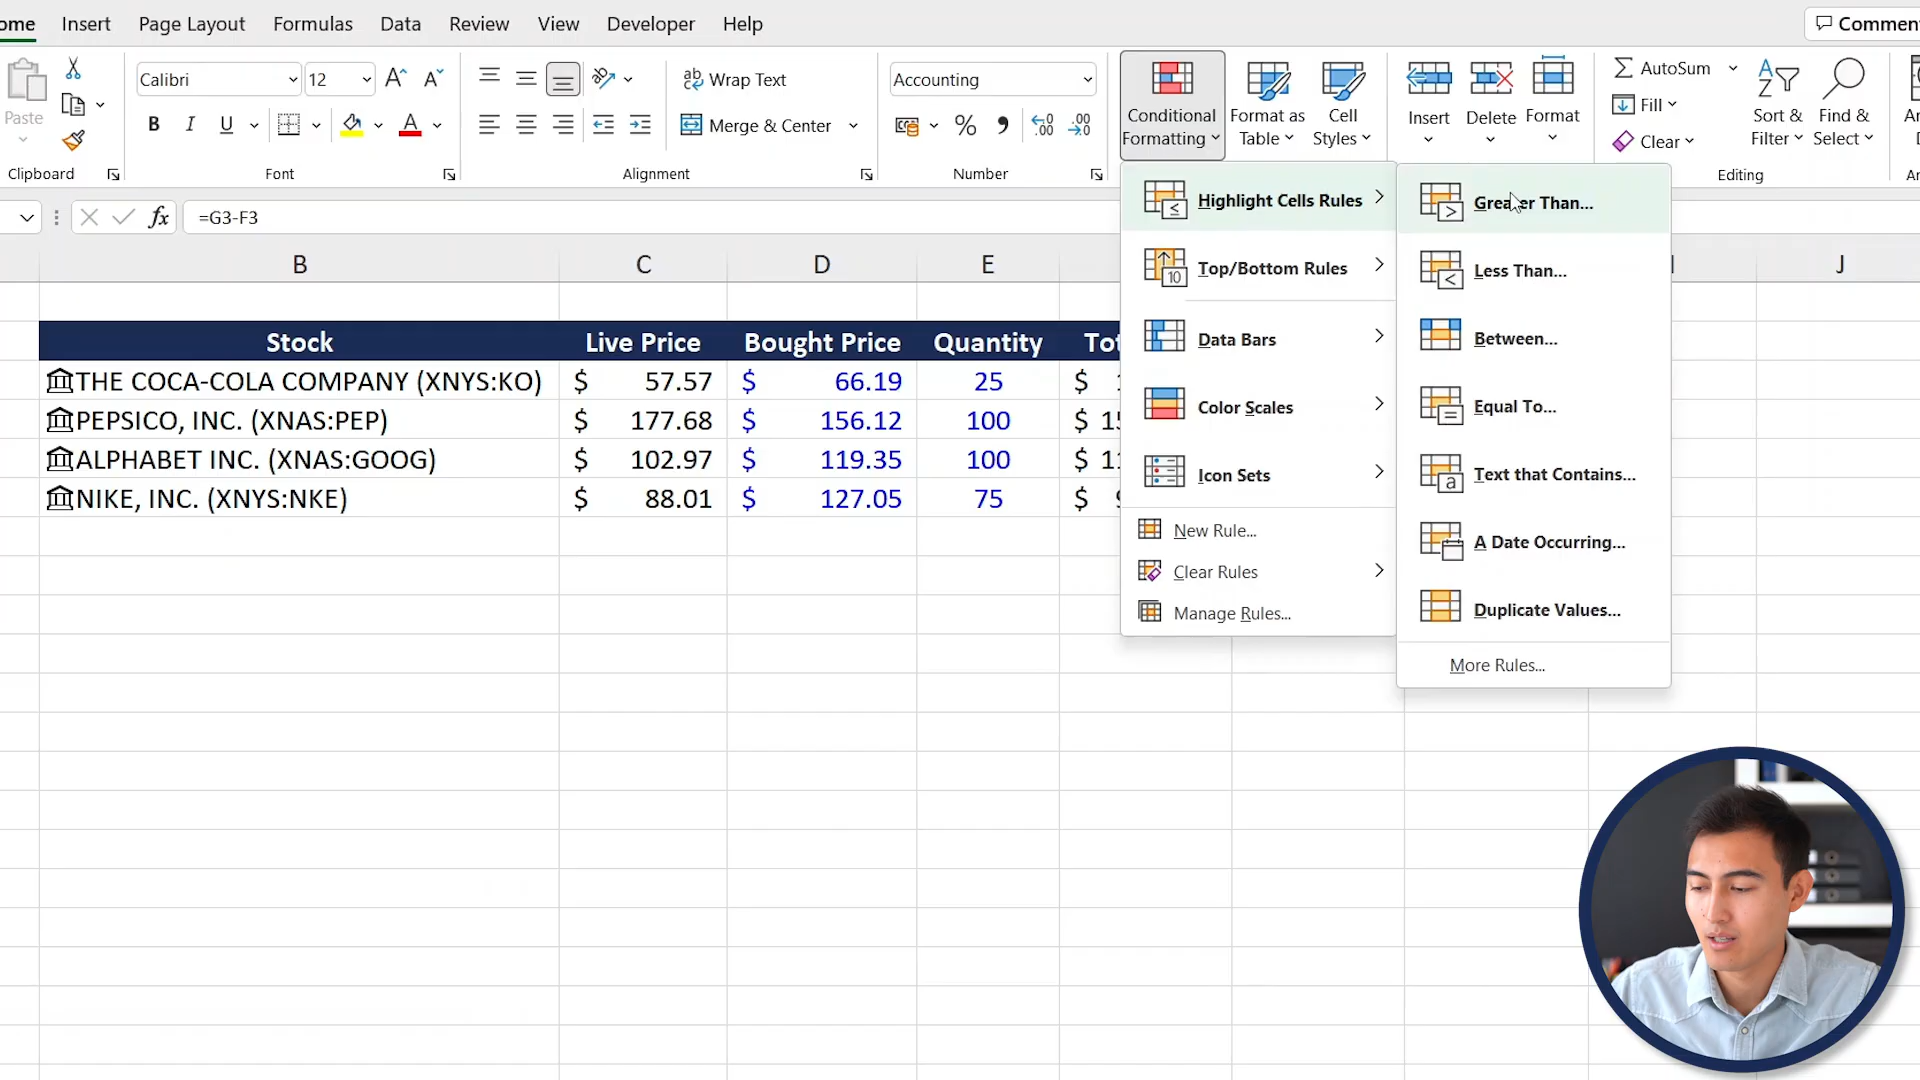 ome Insert Page Layout Formulas Data Review View Developer Help Commen
Paste
Calibri 12
Wrap Text
Merge & Center
Accounting
Conditional Formatting
Format as Table
Cell Styles
Insert
Delete
Format
AutoSum
Fill
Clear
Sort & Filter
Find & Select
Clipboard Font Alignment Number Editing
fx =G3-F3
B C D E J
Stock Live Price Bought Price Quantity Tot
THE COCA-COLA COMPANY (XNYS:KO) $ 57.57 $ 66.19 25 $
PEPSICO, INC. (XNAS:PEP) $ 177.68 $ 156.12 100 $ 15
ALPHABET INC. (XNAS:GOOG) $ 102.97 $ 119.35 100 $ 11
NIKE, INC. (XNYS:NKE) $ 88.01 $ 127.05 75 $
Highlight Cells Rules
Top/Bottom Rules
Data Bars
Color Scales
Icon Sets
New Rule...
Clear Rules
Manage Rules...
Greater Than...
Less Than...
Between...
Equal To...
Text that Contains...
A Date Occurring...
Duplicate Values...
More Rules...